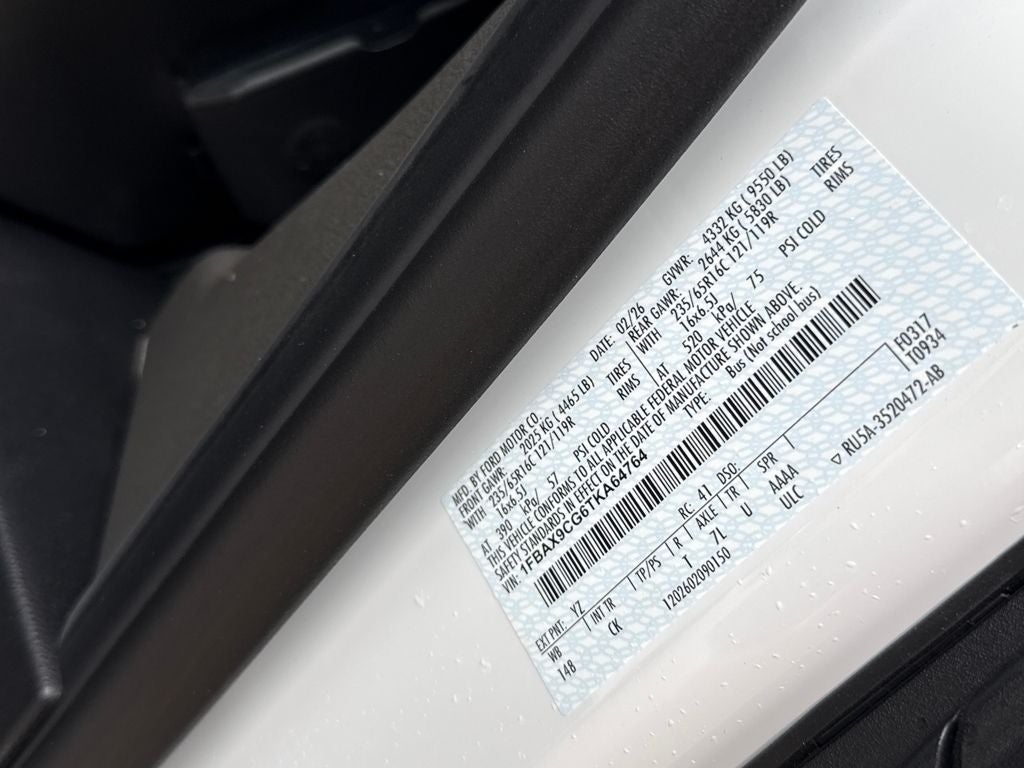 MFD. BY FORD MOTOR CO.
DATE: 02/26 GVWR: 4332 KG ( 9550 LB)
FRONT GAWR: 2025 KG ( 4465 LB) REAR GAWR: 2644 KG ( 5830 LB)
WITH 235/65R16C 121/119R TIRES WITH 235/65R16C 121/119R TIRES
16x6.5J RIMS 16x6.5J RIMS
AT 390 kPa/ 57 PSI COLD AT 520 kPa/ 75 PSI COLD
THIS VEHICLE CONFORMS TO ALL APPLICABLE FEDERAL MOTOR VEHICLE
SAFETY STANDARDS IN EFFECT ON THE DATE OF MANUFACTURE SHOWN ABOVE.
VIN: 1FBAX9CG6TKA64764 Bus (Not school bus)
EXT PNT: YZ RC: 41 DSO: F0317
WB INT TR TP/PS R AXLE TR SPR T0934
148 CK T 7L U AAAA
ULC
1202602090150 ▽ RU5A-3520472-AB